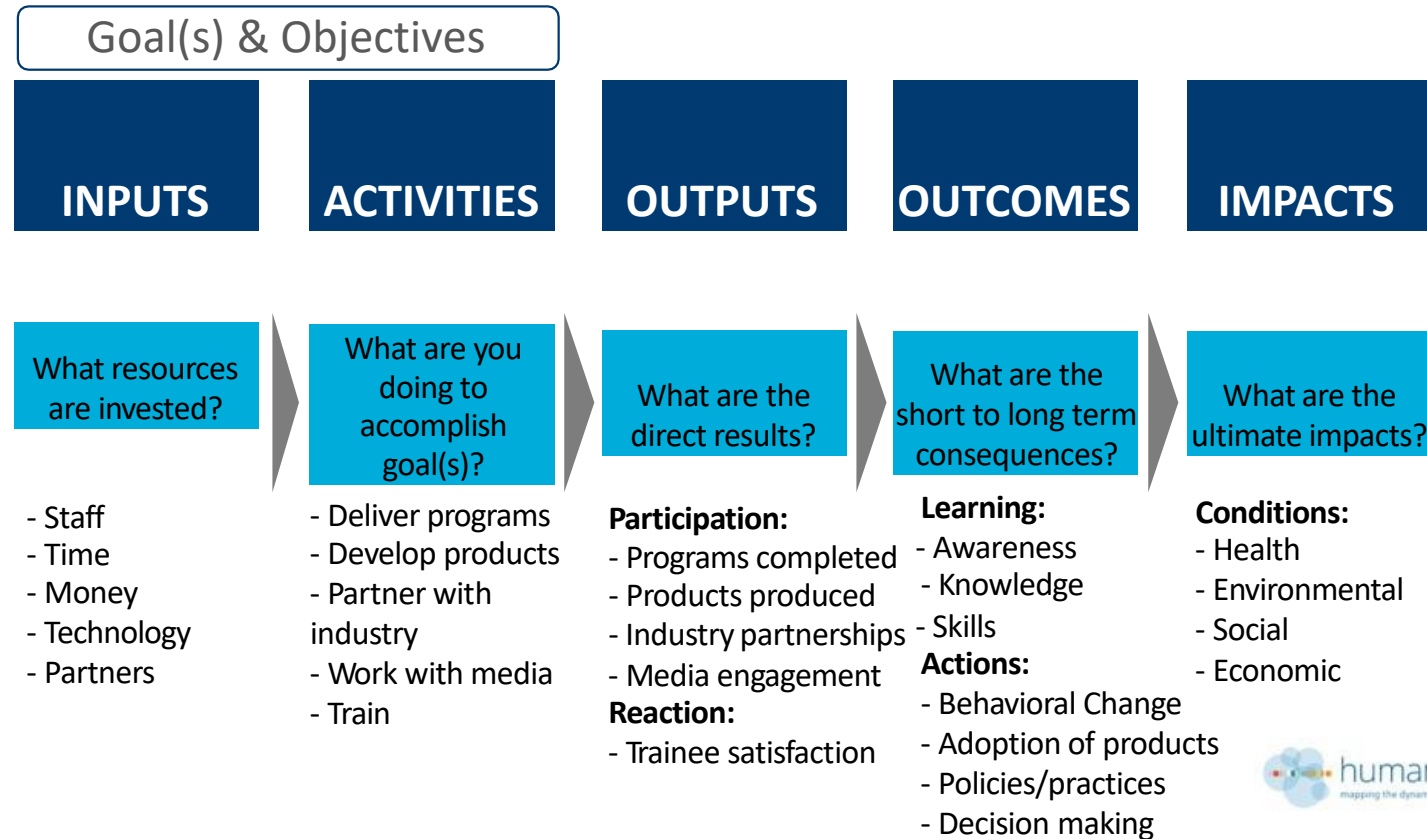 Goal(s) & Objectives
INPUTS
ACTIVITIES
OUTPUTS
OUTCOMES
IMPACTS
What resources
are invested?
What are you
doing to
accomplish
goal(s)?
What are the
direct results?
What are the
short to long term
consequences?
What are the
ultimate impacts?
- Staff
- Time
- Money
- Technology
- Partners
- Deliver programs
- Develop products
- Partner with
industry
- Work with media
- Train
Participation:
- Programs completed
- Products produced
- Industry partnerships
- Media engagement
Reaction:
- Trainee satisfaction
Learning:
- Awareness
- Knowledge
- Skills
Actions:
- Behavioral Change
- Adoption of products
- Policies/practices
- Decision making
Conditions:
- Health
- Environmental
- Social
- Economic
human
mapping the dynam